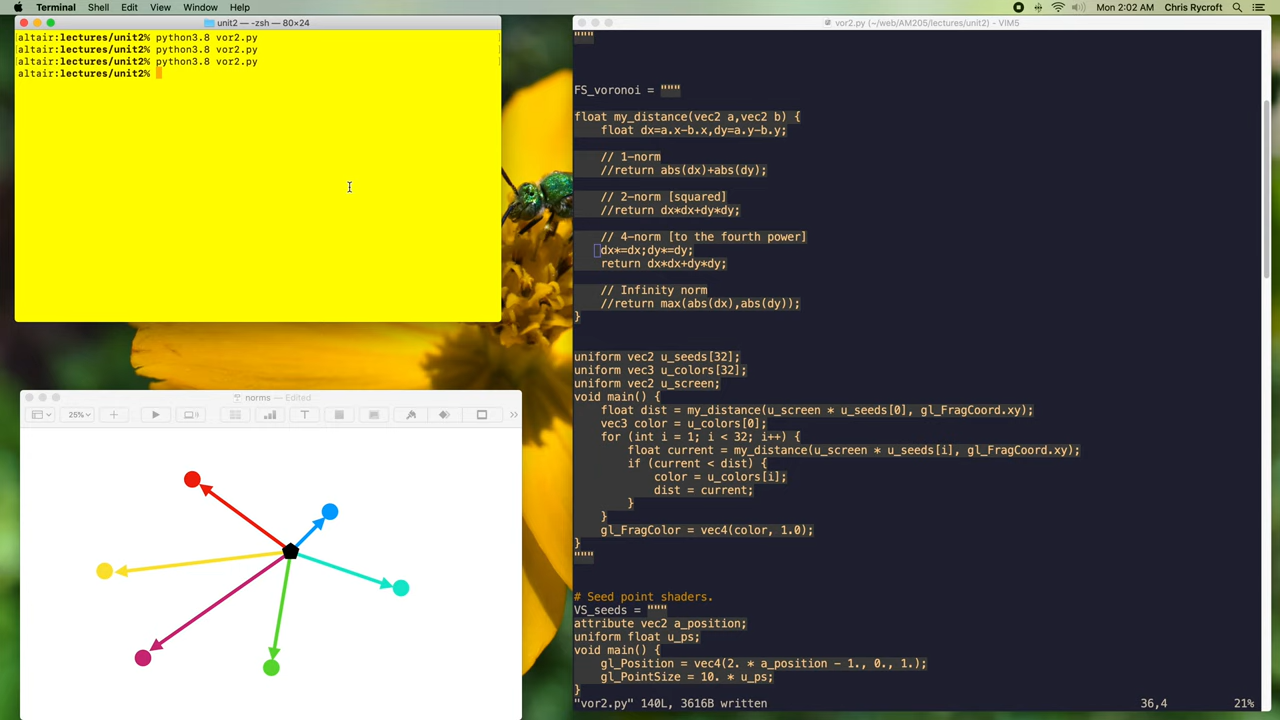 Terminal Shell Edit View Window Help Mon 2:02 AM Chris Rycroft
unit2 — -zsh — 80×24
altair:lectures/unit2% python3.8 vor2.py
altair:lectures/unit2% python3.8 vor2.py
altair:lectures/unit2% python3.8 vor2.py
altair:lectures/unit2%
norms — Edited
25%
vor2.py (~/web/AM205/lectures/unit2) - VIM5
"""
FS_voronoi = """
float my_distance(vec2 a,vec2 b) {
float dx=a.x-b.x,dy=a.y-b.y;
// 1-norm
//return abs(dx)+abs(dy);
// 2-norm [squared]
//return dx*dx+dy*dy;
// 4-norm [to the fourth power]
dx*=dx;dy*=dy;
return dx*dx+dy*dy;
// Infinity norm
//return max(abs(dx),abs(dy));
}
uniform vec2 u_seeds[32];
uniform vec3 u_colors[32];
uniform vec2 u_screen;
void main() {
float dist = my_distance(u_screen * u_seeds[0], gl_FragCoord.xy);
vec3 color = u_colors[0];
for (int i = 1; i < 32; i++) {
float current = my_distance(u_screen * u_seeds[i], gl_FragCoord.xy);
if (current < dist) {
color = u_colors[i];
dist = current;
}
}
gl_FragColor = vec4(color, 1.0);
}
"""
# Seed point shaders.
VS_seeds = """
attribute vec2 a_position;
uniform float u_ps;
void main() {
gl_Position = vec4(2. * a_position - 1., 0., 1.);
gl_PointSize = 10. * u_ps;
}
"vor2.py" 140L, 3616B written 36,4 21%